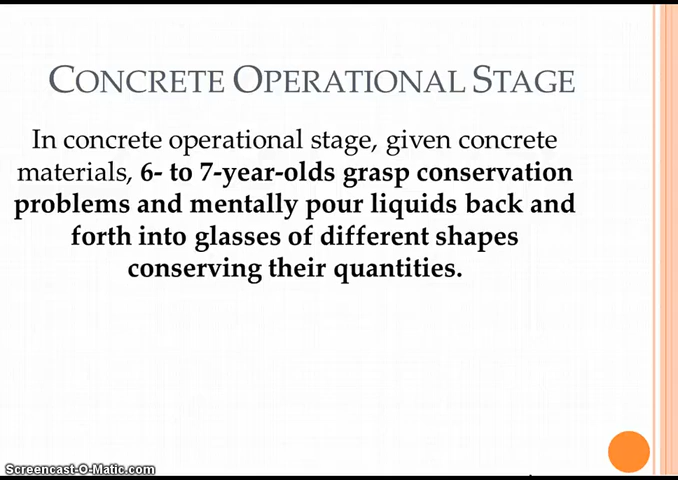 CONCRETE OPERATIONAL STAGE
In concrete operational stage, given concrete
materials, 6- to 7-year-olds grasp conservation
problems and mentally pour liquids back and
forth into glasses of different shapes
conserving their quantities.
Screencast-O-Matic.com